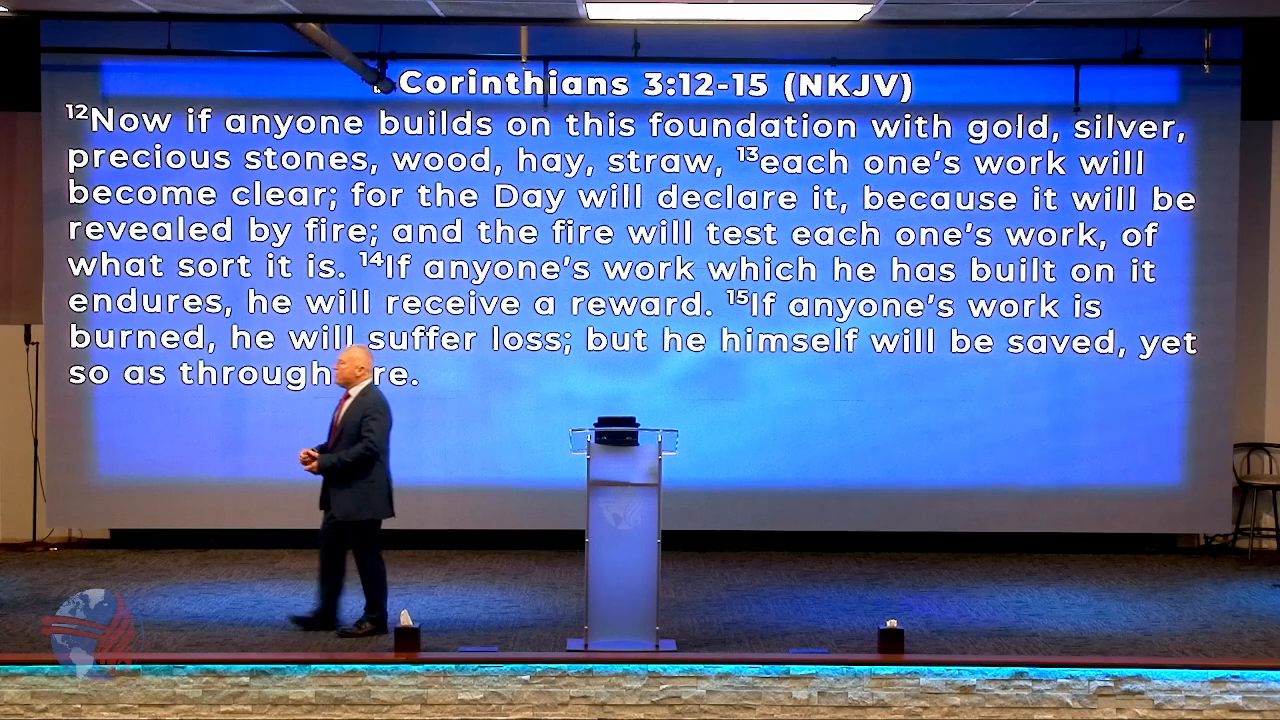 Corinthians 3:12-15 (NKJV)
¹²Now if anyone builds on this foundation with gold, silver,
precious stones, wood, hay, straw, ¹³each one's work will
become clear; for the Day will declare it, because it will be
revealed by fire; and the fire will test each one's work, of
what sort it is. ¹⁴If anyone's work which he has built on it
endures, he will receive a reward. ¹⁵If anyone's work is
burned, he will suffer loss; but he himself will be saved, yet
so as through re.